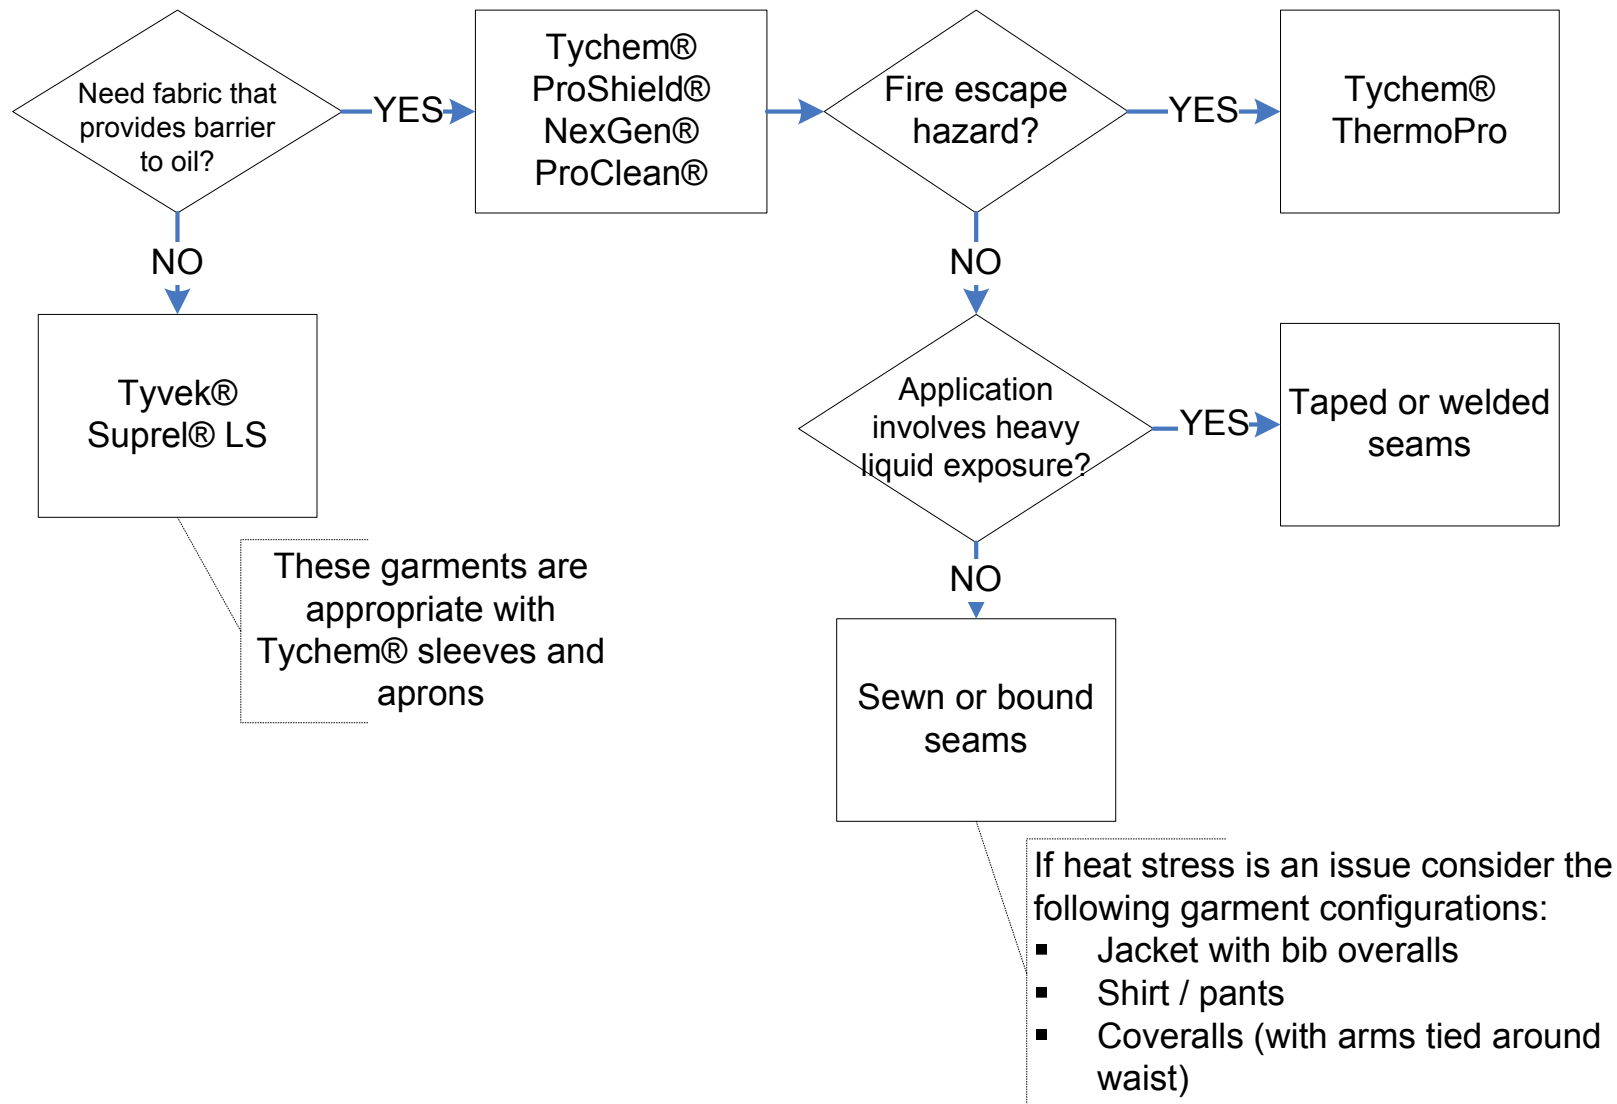 Need fabric that
provides barrier
to oil?
YES
Tychem®
ProShield®
NexGen®
ProClean®
Fire escape
hazard?
YES
Tychem®
ThermoPro
NO
NO
Tyvek®
Suprel® LS
Application
involves heavy
liquid exposure?
YES
Taped or welded
seams
These garments are
appropriate with
Tychem® sleeves and
aprons
NO
Sewn or bound
seams
If heat stress is an issue consider the
following garment configurations:
▪ Jacket with bib overalls
▪ Shirt / pants
▪ Coveralls (with arms tied around
waist)